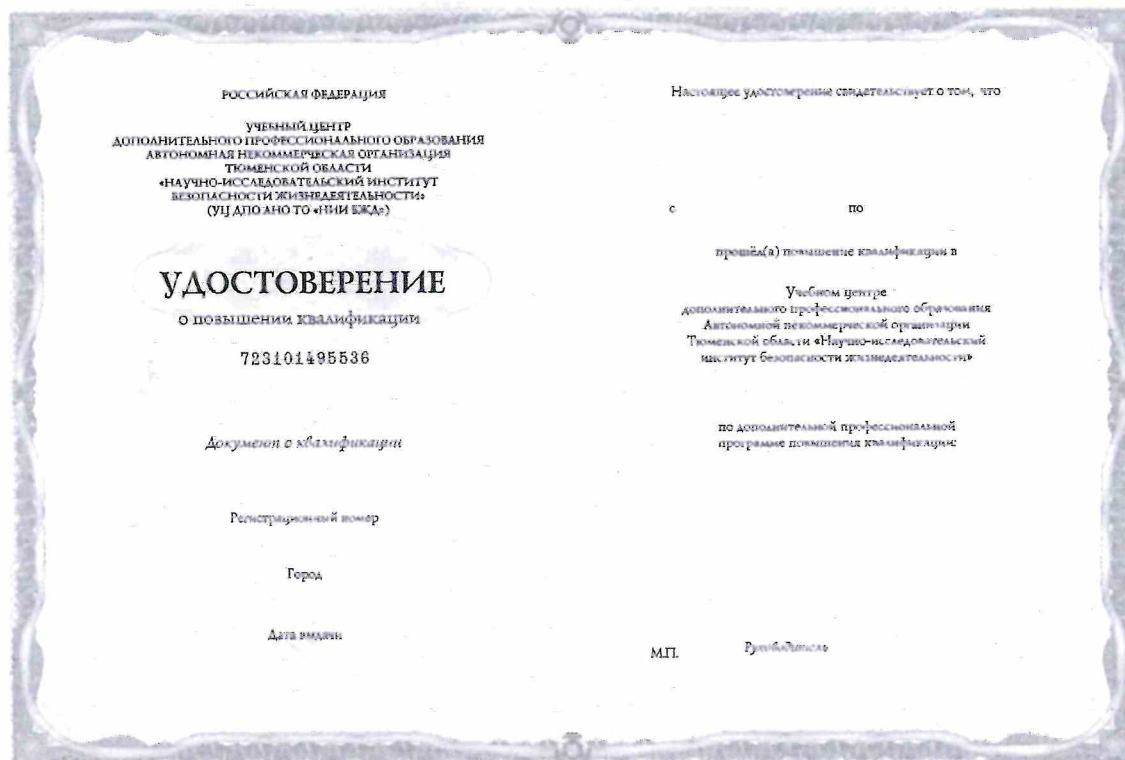 РОССИЙСКАЯ ФЕДЕРАЦИЯ
УЧЕБНЫЙ ЦЕНТР
ДОПОЛНИТЕЛЬНОГО ПРОФЕССИОНАЛЬНОГО ОБРАЗОВАНИЯ
АВТОНОМНАЯ НЕКОММЕРЧЕСКАЯ ОРГАНИЗАЦИЯ
ТЮМЕНСКОЙ ОБЛАСТИ
«НАУЧНО-ИССЛЕДОВАТЕЛЬСКИЙ ИНСТИТУТ
БЕЗОПАСНОСТИ ЖИЗНЕДЕЯТЕЛЬНОСТИ»
(УЦ ДПО АНО ТО «НИИ БЖД»)
УДОСТОВЕРЕНИЕ
о повышении квалификации
723101495536
Документ о квалификации
Регистрационный номер
Город
Дата выдачи
Настоящее удостоверение свидетельствует о том, что
с по
прошёл(а) повышение квалификации в
Учебном центре
дополнительного профессионального образования
Автономной некоммерческой организации
Тюменской области «Научно-исследовательский
институт безопасности жизнедеятельности»
по дополнительной профессиональной
программе повышения квалификации:
М.П. Руководитель